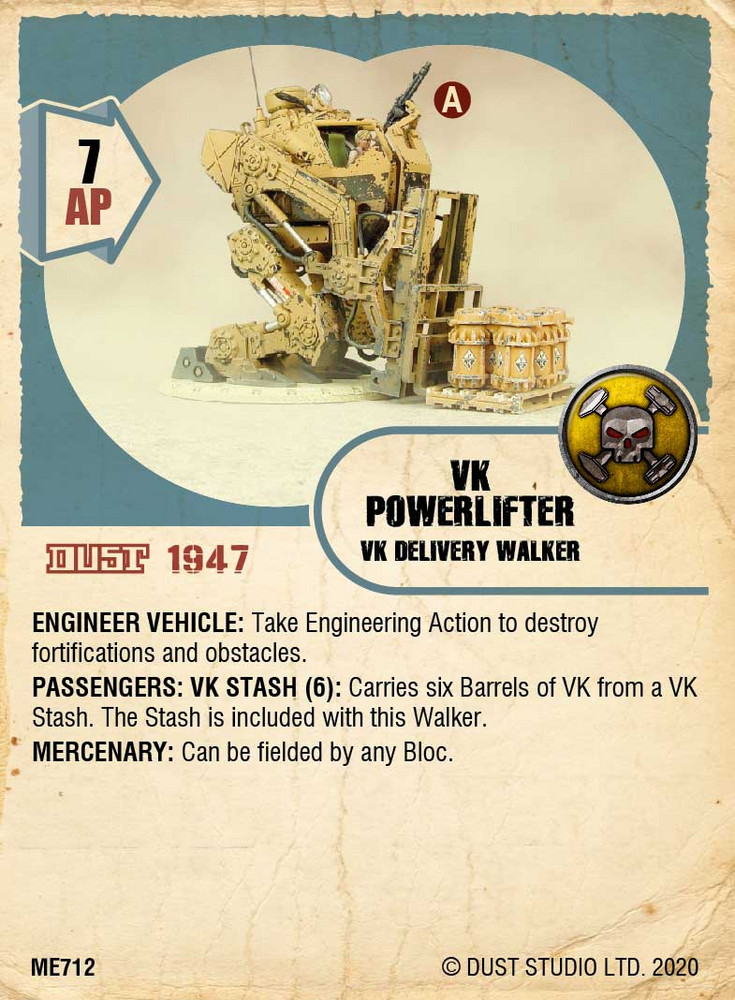 7
AP
A
VK
POWERLIFTER
VK DELIVERY WALKER
DUST 1947
ENGINEER VEHICLE: Take Engineering Action to destroy
fortifications and obstacles.
PASSENGERS: VK STASH (6): Carries six Barrels of VK from a VK
Stash. The Stash is included with this Walker.
MERCENARY: Can be fielded by any Bloc.
ME712
© DUST STUDIO LTD. 2020